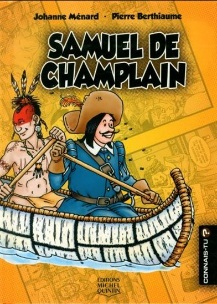 Johanne Ménard - Pierre Berthiaume
SAMUEL DE
CHAMPLAIN
CONNAIS-TU ?
ÉDITIONS
MICHEL
QUINTIN